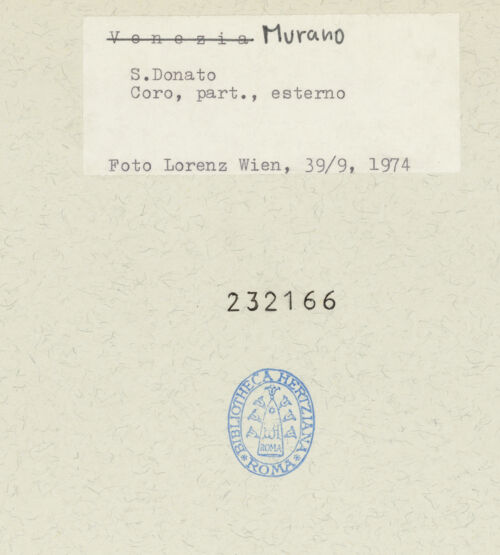 Venezia Murano
S.Donato
Coro, part., esterno
Foto Lorenz Wien, 39/9, 1974
232166
BIBLIOTHECA HERTZIANA
ROMA
ROMA